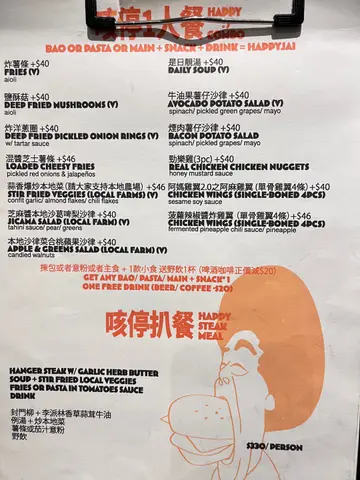 咳停1人餐 HAPPY
COMBO
BAO OR PASTA OR MAIN + SNACK + DRINK = HAPPYJAI
炸薯條 +$40
FRIES (V)
aioli
鹽酥菇 +$40
DEEP FRIED MUSHROOMS (V)
aioli
炸洋蔥圈 +$40
DEEP FRIED PICKLED ONION RINGS (V)
w/ tartar sauce
混醬芝士薯條 +$46
LOADED CHEESY FRIES
pickled red onions & jalapeños
蒜香爆炒本地菜 (請大家支持本地農場) +$46
STIR FRIED VEGGIES (LOCAL FARMS) (V)
confit garlic/ almond flakes/ chili flakes
芝麻醬本地沙葛啤梨沙律 +$40
JICAMA SALAD (LOCAL FARM) (V)
tahini sauce/ pear/ greens
本地沙律菜合桃蘋果沙律 +$40
APPLE & GREENS SALAD (LOCAL FARM) (V)
candied walnuts
是日靚湯 +$40
DAILY SOUP (V)
牛油果薯仔沙律 +$40
AVOCADO POTATO SALAD (V)
spinach/ pickled green grapes/ mayo
煙肉薯仔沙律 +$40
BACON POTATO SALAD
spinach/ pickled green grapes/ mayo
勁樂雞(3pc) +$40
REAL CHICKEN CHICKEN NUGGETS
honey mustard sauce
阿媽雞翼2.0之阿麻雞翼 (單骨雞翼4條) +$40
CHICKEN WINGS (SINGLE-BONED 4PCS)
sesame soy sauce
菠蘿辣椒醬炸雞翼 (單骨雞翼4條) +$46
CHICKEN WINGS (SINGLE-BONED 4PCS)
fermented pineapple chili sauce/ pineapple
揀包或者意粉或者主食 + 1款小食 送野飲1杯 (啤酒咖啡正價減$20)
GET ANY BAO/ PASTA/ MAIN + SNACK* 1
ONE FREE DRINK (BEER/ COFFEE -$20)
咳停扒餐 HAPPY
STEAK
MEAL
HANGER STEAK W/ GARLIC HERB BUTTER
SOUP + STIR FRIED LOCAL VEGGIES
FRIES OR PASTA IN TOMATOES SAUCE
DRINK
封門柳 + 李派林香草蒜茸牛油
例湯 + 炒本地菜
薯條或茄汁意粉
野飲
$230/ PERSON